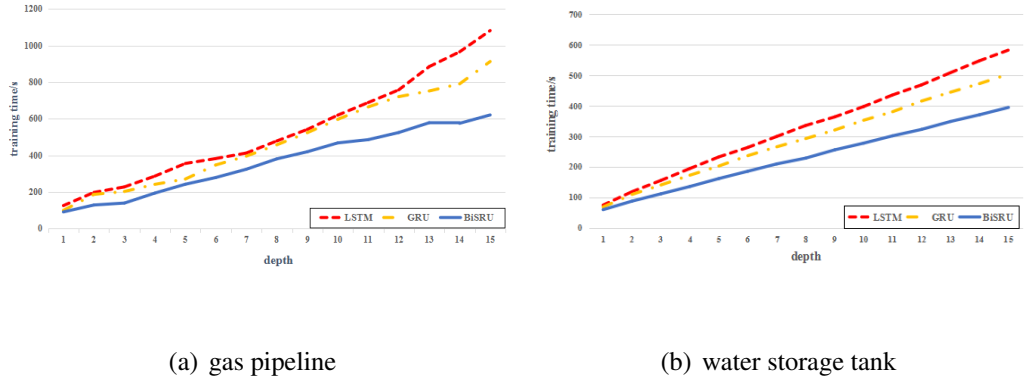 1200
1000
800
600
400
200
0
training time/s
1 2 3 4 5 6 7 8 9 10 11 12 13 14 15
depth
LSTM GRU BiSRU
(a) gas pipeline
700
600
500
400
300
200
100
0
training time/s
1 2 3 4 5 6 7 8 9 10 11 12 13 14 15
depth
LSTM GRU BiSRU
(b) water storage tank